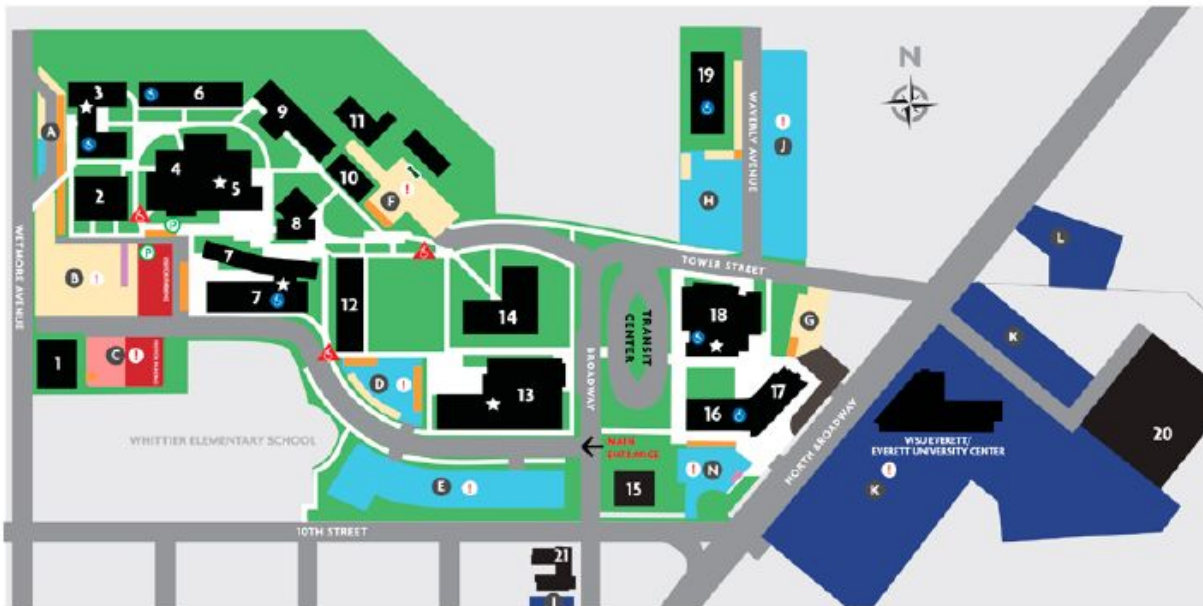 N
3
6
9
11
19
A
WAVERLY AVENUE
!
J
4
5
10
2
F
!
H
P
8
L
WETMORE AVENUE
7
P
B
!
TOWER STREET
7
12
14
18
TRANSIT
CENTER
G
K
1
C
!
BROADWAY
D
!
13
17
16
20
WHITTIER ELEMENTARY SCHOOL
MAIN
ENTRANCE
NORTH BROADWAY
WSU EVERETT/
EVERETT UNIVERSITY CENTER
!
N
!
K
E
!
15
10TH STREET
21